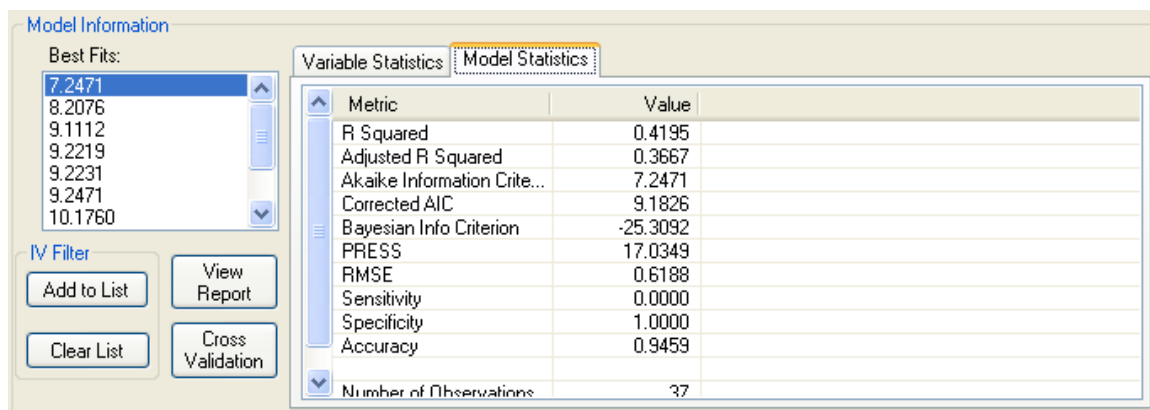 Model Information
Best Fits:
7.2471
8.2076
9.1112
9.2219
9.2231
9.2471
10.1760
IV Filter
Add to List
Clear List
View
Report
Cross
Validation
Variable Statistics Model Statistics
Metric Value
R Squared 0.4195
Adjusted R Squared 0.3667
Akaike Information Crite... 7.2471
Corrected AIC 9.1826
Bayesian Info Criterion -25.3092
PRESS 17.0349
RMSE 0.6188
Sensitivity 0.0000
Specificity 1.0000
Accuracy 0.9459
Number of Observations 37